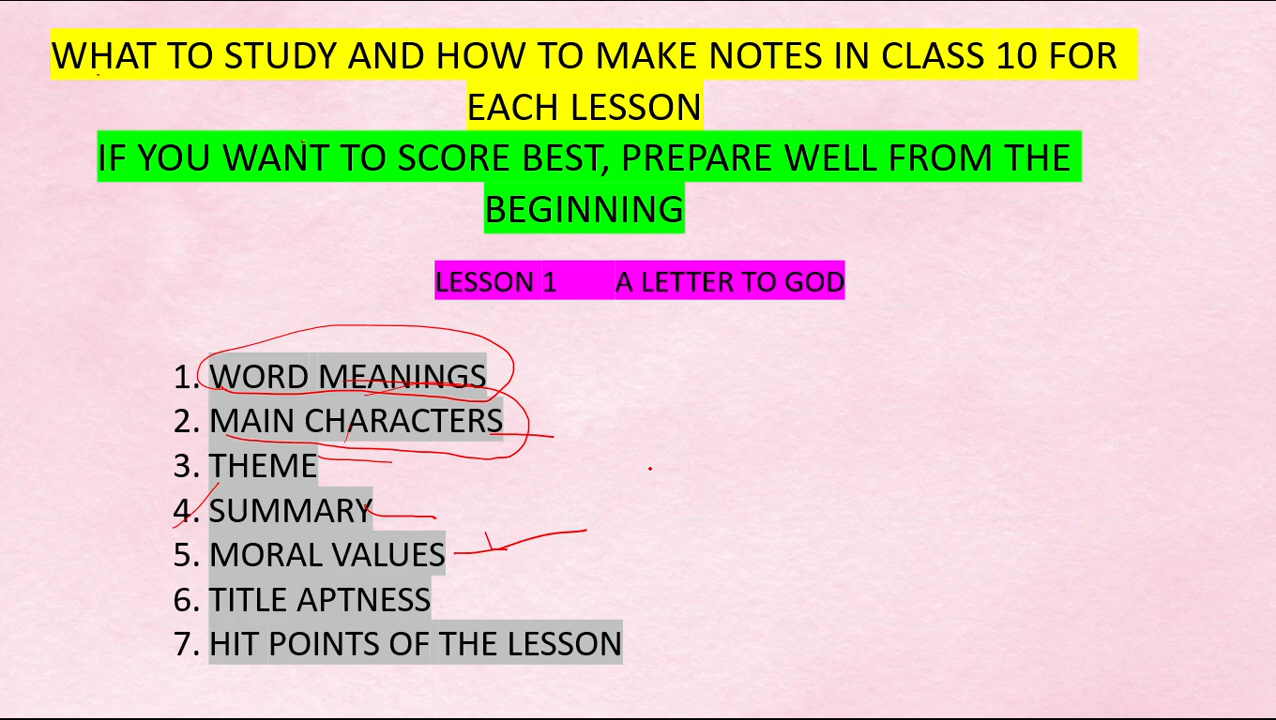 WHAT TO STUDY AND HOW TO MAKE NOTES IN CLASS 10 FOR
EACH LESSON
IF YOU WANT TO SCORE BEST, PREPARE WELL FROM THE
BEGINNING
LESSON 1 A LETTER TO GOD
1. WORD MEANINGS
2. MAIN CHARACTERS
3. THEME
4. SUMMARY
5. MORAL VALUES
6. TITLE APTNESS
7. HIT POINTS OF THE LESSON